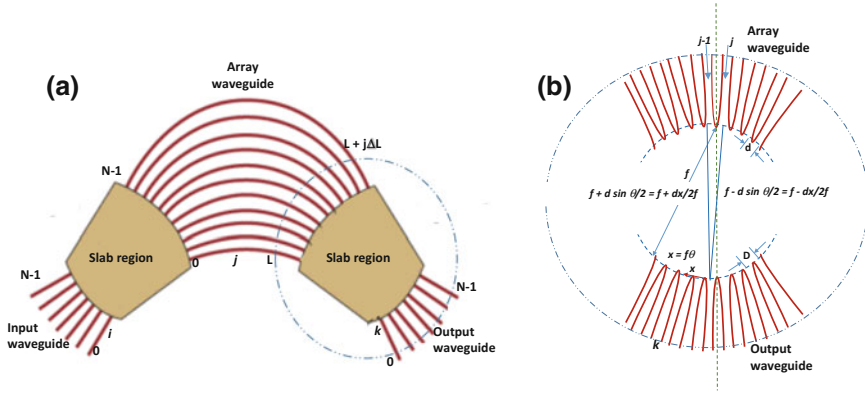 (a)
Array
waveguide
L + jΔL
N-1
Slab region
0
j
L
Slab region
N-1
Input
waveguide
i
0
N-1
k
Output
waveguide
0
(b)
j-1
j
Array
waveguide
d
f
f + d sin θ/2 = f + dx/2f
f - d sin θ/2 = f - dx/2f
x = fθ
x
D
k
Output
waveguide